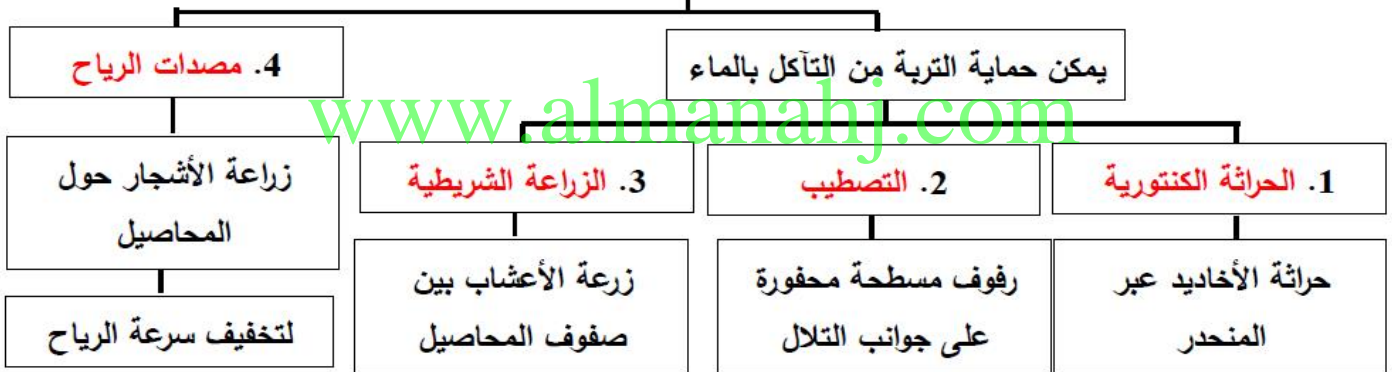 يمكن حماية التربة من التآكل بالماء
4. مصدات الرياح
www.almanahj.com
1. الحراثة الكنتورية
2. التصطيب
3. الزراعة الشريطية
زراعة الأشجار حول
المحاصيل
حراثة الأخاديد عبر
المنحدر
رفوف مسطحة محفورة
على جوانب التلال
زرعة الأعشاب بين
صفوف المحاصيل
لتخفيف سرعة الرياح